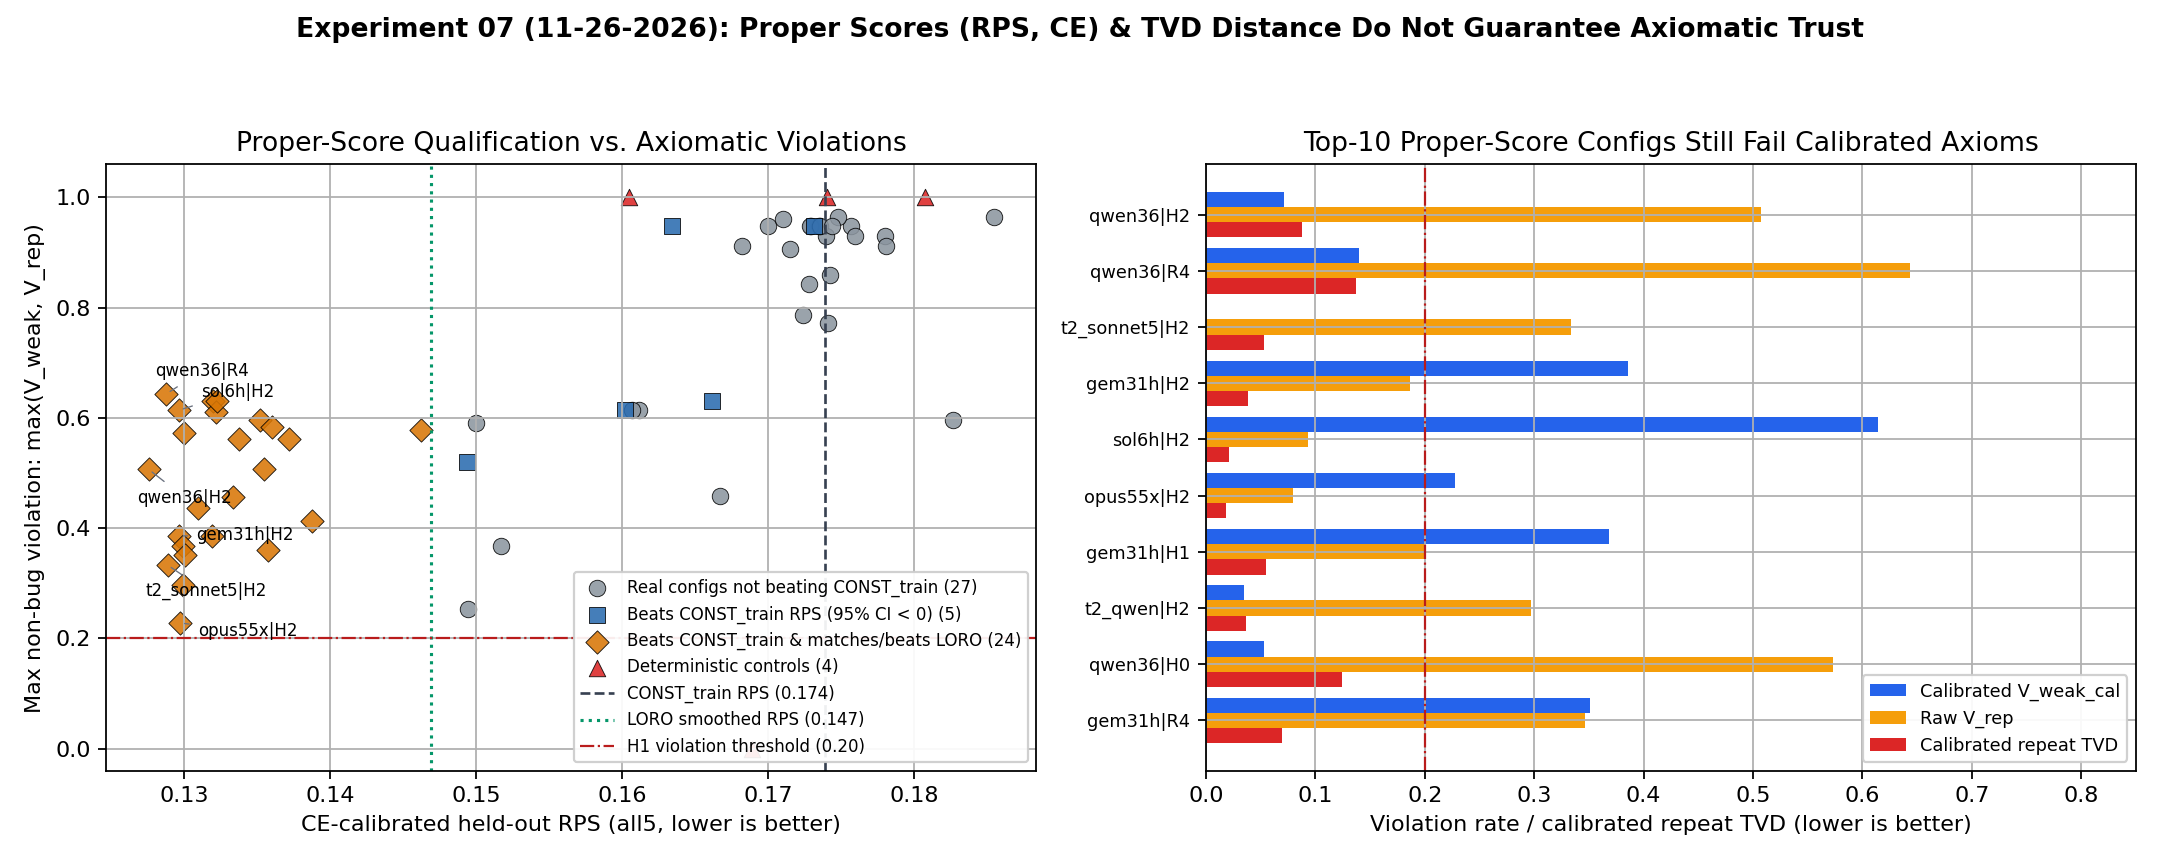 Experiment 07 (11-26-2026): Proper Scores (RPS, CE) & TVD Distance Do Not Guarantee Axiomatic Trust
Proper-Score Qualification vs. Axiomatic Violations
Max non-bug violation: max(V_weak, V_rep)
1.0
0.8
0.6
0.4
0.2
0.0
qwen36|R4
sol6h|H2
qwen36|H2
gem31h|H2
t2_sonnet5|H2
opus55x|H2
Real configs not beating CONST_train (27)
Beats CONST_train RPS (95% CI < 0) (5)
Beats CONST_train & matches/beats LORO (24)
Deterministic controls (4)
CONST_train RPS (0.174)
LORO smoothed RPS (0.147)
H1 violation threshold (0.20)
0.13
0.14
0.15
0.16
0.17
0.18
CE-calibrated held-out RPS (all5, lower is better)
Top-10 Proper-Score Configs Still Fail Calibrated Axioms
qwen36|H2
qwen36|R4
t2_sonnet5|H2
gem31h|H2
sol6h|H2
opus55x|H2
gem31h|H1
t2_qwen|H2
qwen36|H0
gem31h|R4
Calibrated V_weak_cal
Raw V_rep
Calibrated repeat TVD
0.0
0.1
0.2
0.3
0.4
0.5
0.6
0.7
0.8
Violation rate / calibrated repeat TVD (lower is better)